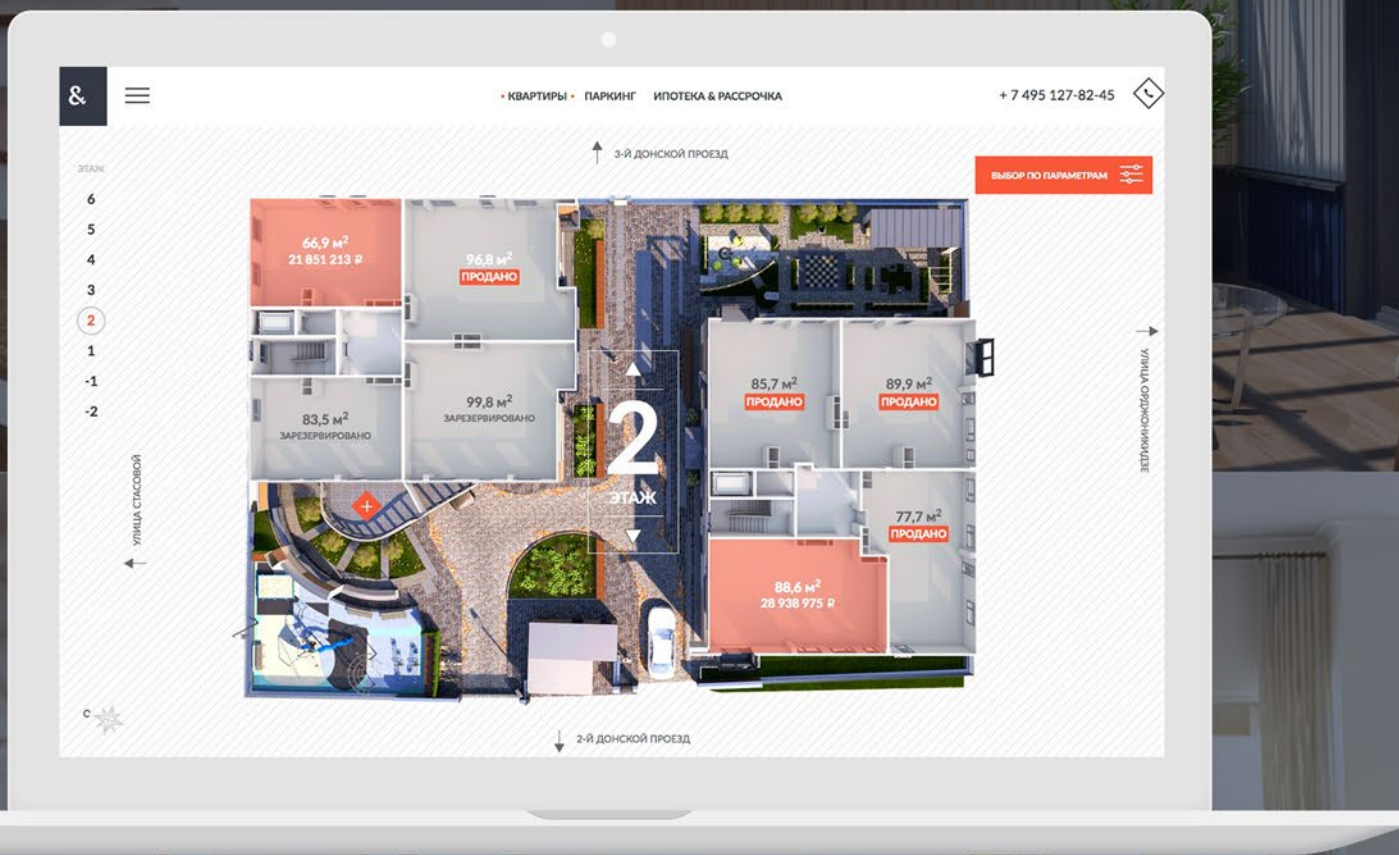 &
• КВАРТИРЫ • ПАРКИНГ ИПОТЕКА & РАССРОЧКА
+ 7 495 127-82-45
3-Й ДОНСКОЙ ПРОЕЗД
ВЫБОР ПО ПАРАМЕТРАМ
ЭТАЖ
6
5
4
3
2
1
-1
-2
66,9 м²
21 851 213 ₽
96,8 м²
ПРОДАНО
83,5 м²
ЗАРЕЗЕРВИРОВАНО
99,8 м²
ЗАРЕЗЕРВИРОВАНО
2
ЭТАЖ
85,7 м²
ПРОДАНО
89,9 м²
ПРОДАНО
77,7 м²
ПРОДАНО
88,6 м²
28 938 975 ₽
УЛИЦА СТАСОВОЙ
УЛИЦА ОРДЖОНИКИДЗЕ
С
2-Й ДОНСКОЙ ПРОЕЗД